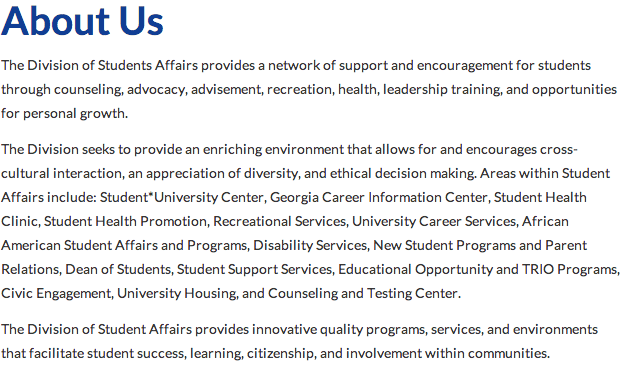 About Us
The Division of Students Affairs provides a network of support and encouragement for students
through counseling, advocacy, advisement, recreation, health, leadership training, and opportunities
for personal growth.
The Division seeks to provide an enriching environment that allows for and encourages cross-
cultural interaction, an appreciation of diversity, and ethical decision making. Areas within Student
Affairs include: Student*University Center, Georgia Career Information Center, Student Health
Clinic, Student Health Promotion, Recreational Services, University Career Services, African
American Student Affairs and Programs, Disability Services, New Student Programs and Parent
Relations, Dean of Students, Student Support Services, Educational Opportunity and TRIO Programs,
Civic Engagement, University Housing, and Counseling and Testing Center.
The Division of Student Affairs provides innovative quality programs, services, and environments
that facilitate student success, learning, citizenship, and involvement within communities.